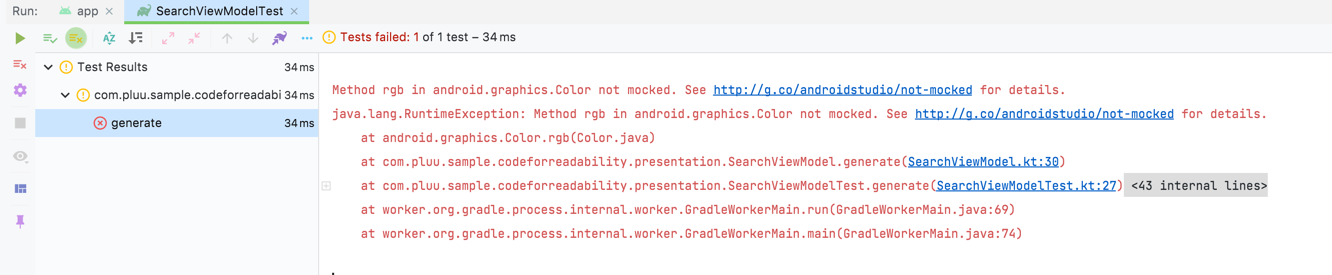 Run: app × SearchViewModelTest ×
Tests failed: 1 of 1 test – 34 ms
Test Results 34 ms
com.pluu.sample.codeforreadabi 34 ms
generate 34 ms
Method rgb in android.graphics.Color not mocked. See http://g.co/androidstudio/not-mocked for details.
java.lang.RuntimeException: Method rgb in android.graphics.Color not mocked. See http://g.co/androidstudio/not-mocked for details.
at android.graphics.Color.rgb(Color.java)
at com.pluu.sample.codeforreadability.presentation.SearchViewModel.generate(SearchViewModel.kt:30)
at com.pluu.sample.codeforreadability.presentation.SearchViewModelTest.generate(SearchViewModelTest.kt:27) <43 internal lines>
at worker.org.gradle.process.internal.worker.GradleWorkerMain.run(GradleWorkerMain.java:69)
at worker.org.gradle.process.internal.worker.GradleWorkerMain.main(GradleWorkerMain.java:74)